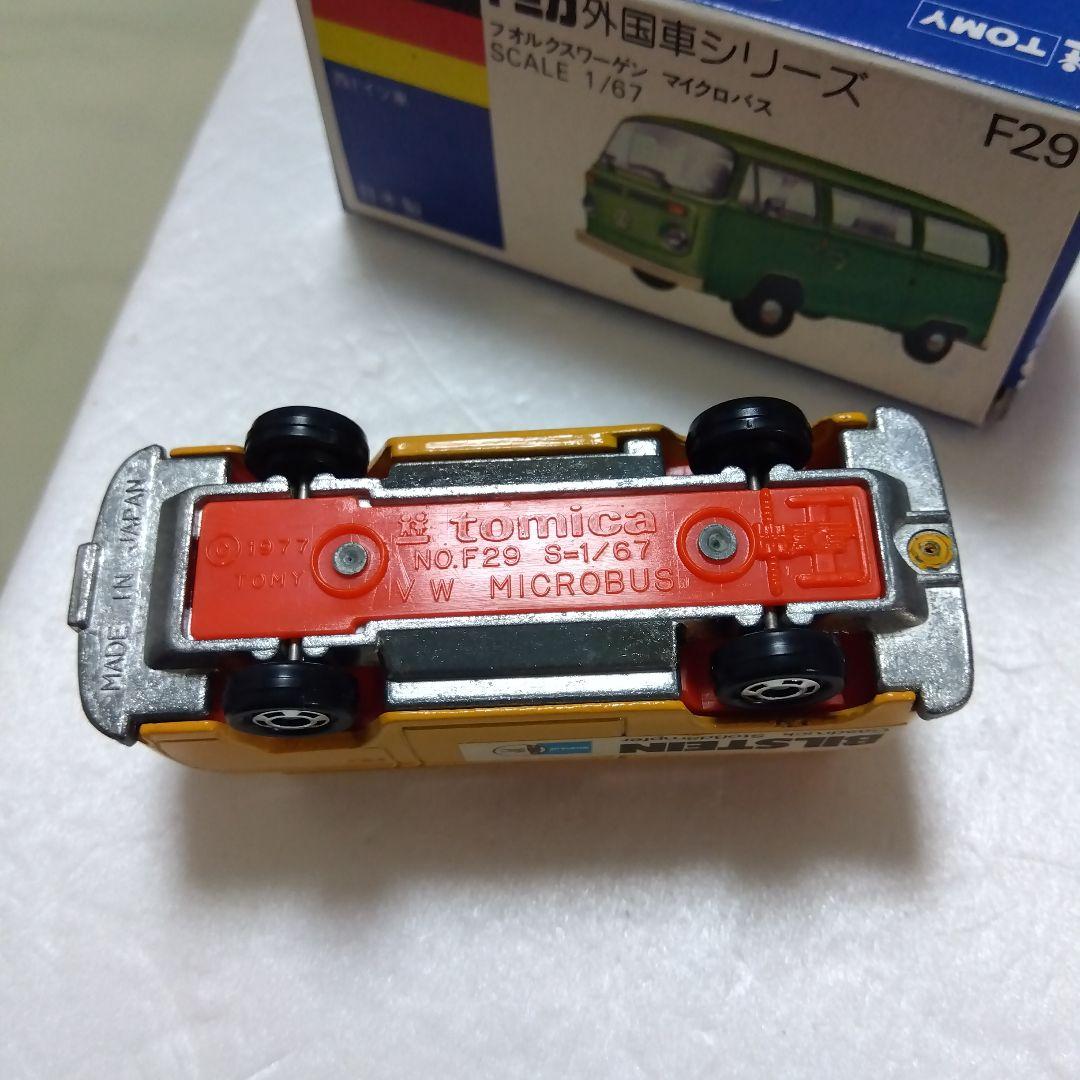 トミカ外国車シリーズ
フォルクスワーゲン マイクロバス
SCALE 1/67
F29
TOMY
西ドイツ車
日本製
MADE IN JAPAN
© 1977
TOMY
tomica
NO.F29 S=1/67
VW MICROBUS
BILSTEIN
Gasdruck - Stoßdämpfer